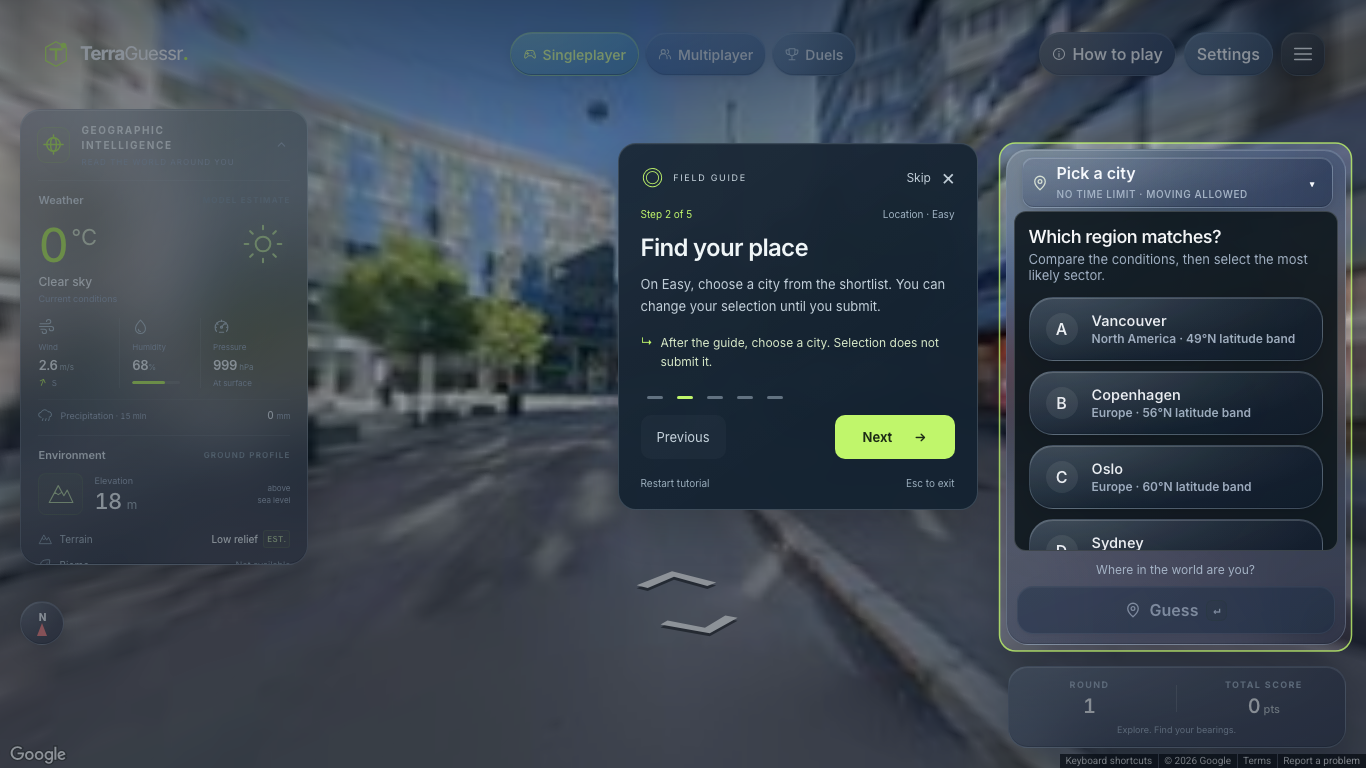 TerraGuessr.
Singleplayer
Multiplayer
Duels
How to play
Settings
GEOGRAPHIC
INTELLIGENCE
AROUND YOU
Weather
ESTIMATE
0 °C
Clear sky
Current conditions
Wind
Humidity
Pressure
2.6 m/s
68%
999 hPa
S
At surface
Precipitation · 15 min
0 mm
Environment
GROUND PROFILE
Elevation
18 m
above
sea level
Terrain
Low relief
EST.
Biome
Not available
N
FIELD GUIDE
Skip
Step 2 of 5
Location · Easy
Find your place
On Easy, choose a city from the shortlist. You can
change your selection until you submit.
After the guide, choose a city. Selection does not
submit it.
Previous
Next
Restart tutorial
Esc to exit
Pick a city
NO TIME LIMIT · MOVING ALLOWED
Which region matches?
Compare the conditions, then select the most
likely sector.
A
Vancouver
North America · 49°N latitude band
B
Copenhagen
Europe · 56°N latitude band
C
Oslo
Europe · 60°N latitude band
D
Sydney
Where in the world are you?
Guess
ROUND
TOTAL SCORE
1
0 pts
Explore. Find your bearings.
Google
Keyboard shortcuts
© 2026 Google
Terms
Report a problem